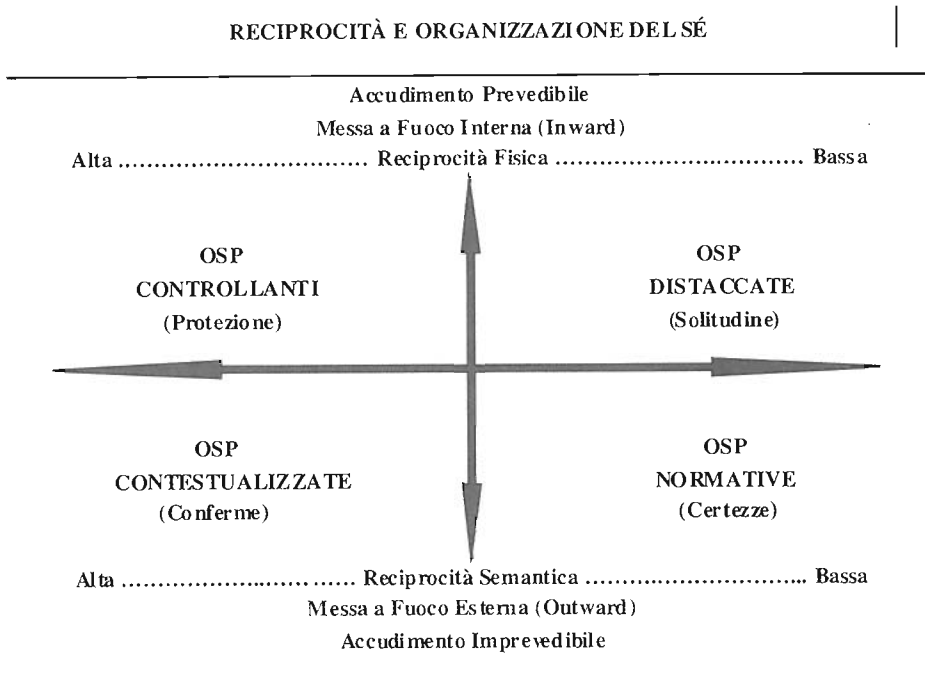 RECIPROCITÀ E ORGANIZZAZIONE DEL SÉ
Accudimento Prevedibile
Messa a Fuoco Interna (Inward)
Alta ................................. Reciprocità Fisica ................................. Bassa
OSP
CONTROLLANTI
(Protezione)
OSP
DISTACCATE
(Solitudine)
OSP
CONTESTUALIZZATE
(Conferme)
OSP
NORMATIVE
(Certezze)
Alta ............................... Reciprocità Semantica ............................. Bassa
Messa a Fuoco Esterna (Outward)
Accudimento Imprevedibile